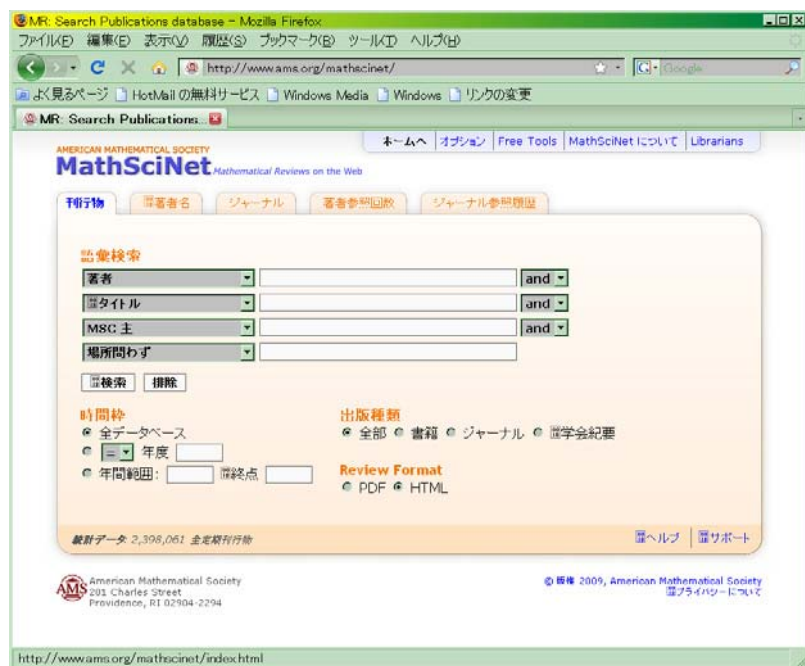 MR: Search Publications database - Mozilla Firefox
ファイル(F) 編集(E) 表示(V) 履歴(S) ブックマーク(B) ツール(T) ヘルプ(H)
http://www.ams.org/mathscinet/ Google
よく見るページ HotMail の無料サービス Windows Media Windows リンクの変更
MR: Search Publications...
AMERICAN MATHEMATICAL SOCIETY
MathSciNet Mathematical Reviews on the Web
ホームへ オプション Free Tools MathSciNet について Librarians
刊行物 著者名 ジャーナル 著者参照回数 ジャーナル参照履歴
語彙検索
著者 and
タイトル and
MSC 主 and
場所問わず
検索 排除
時間枠
全データベース
= 年度
年間範囲: 終点
出版種類
全部 書籍 ジャーナル 学会紀要
Review Format
PDF HTML
統計データ 2,398,061 全定期刊行物
ヘルプ サポート
AMS
American Mathematical Society
201 Charles Street
Providence, RI 02904-2294
© 版権 2009, American Mathematical Society
プライバシーについて
http://www.ams.org/mathscinet/index.html